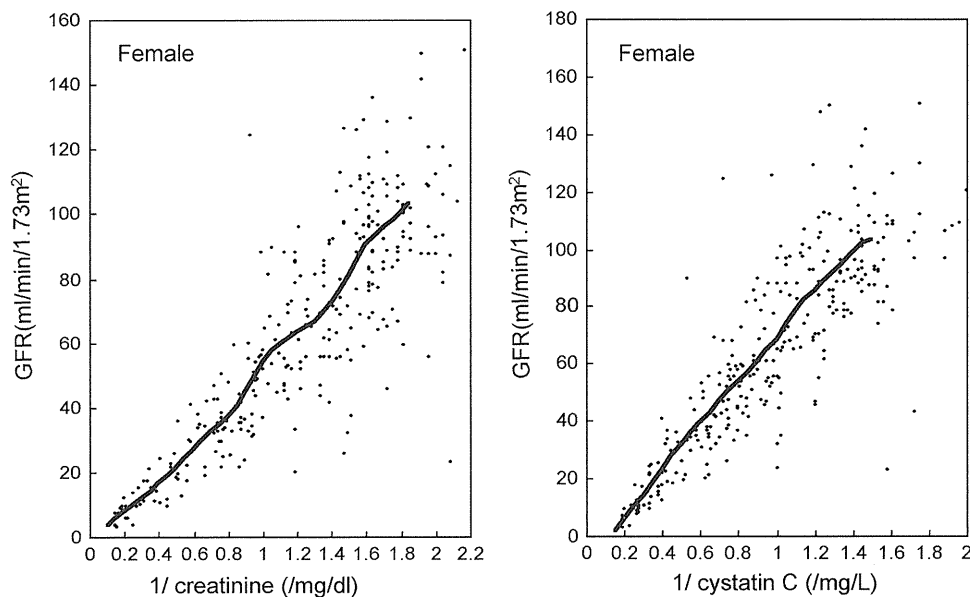 160
140
120
100
80
60
40
20
0
Female
GFR(ml/min/1.73m²)
0 0.2 0.4 0.6 0.8 1 1.2 1.4 1.6 1.8 2 2.2
1/ creatinine (/mg/dl)
180
160
140
120
100
80
60
40
20
0
Female
GFR(ml/min/1.73m²)
0 0.2 0.4 0.6 0.8 1 1.2 1.4 1.6 1.8 2
1/ cystatin C (/mg/L)